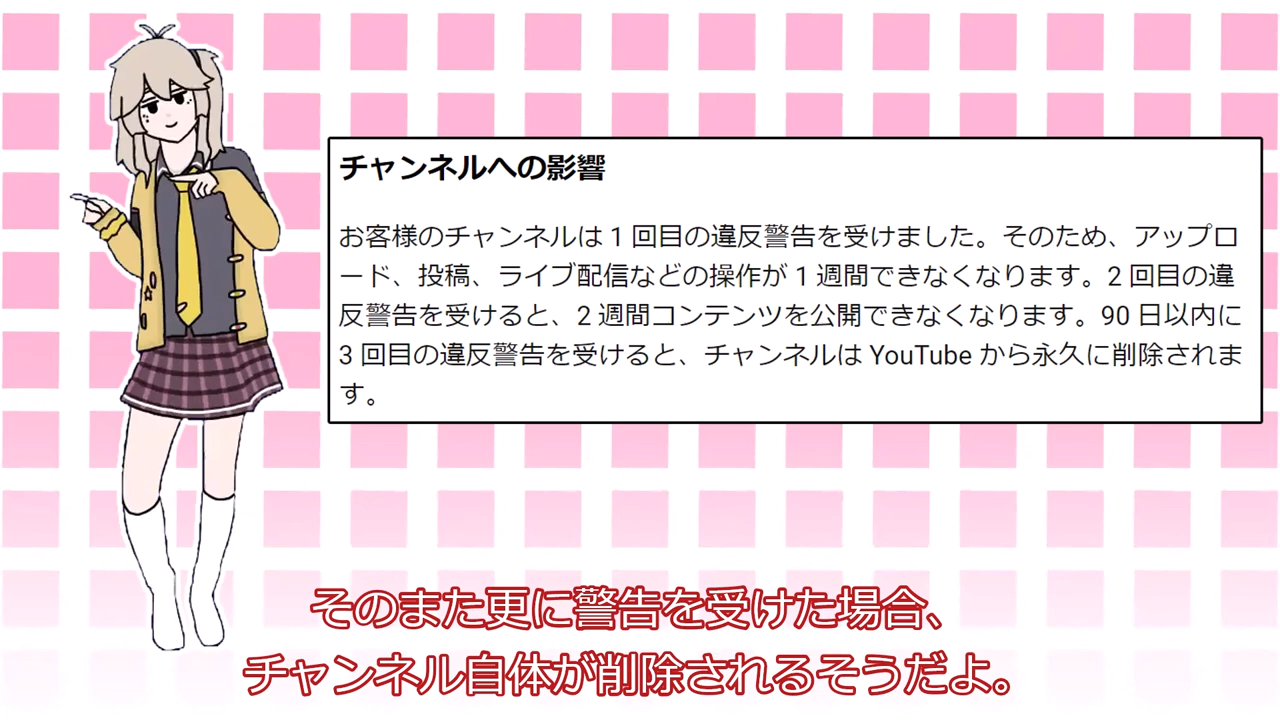 チャンネルへの影響
お客様のチャンネルは 1 回目の違反警告を受けました。そのため、アップロ
ード、投稿、ライブ配信などの操作が 1 週間できなくなります。2 回目の違
反警告を受けると、2 週間コンテンツを公開できなくなります。90 日以内に
3 回目の違反警告を受けると、チャンネルは YouTube から永久に削除されま
す。
そのまた更に警告を受けた場合、
チャンネル自体が削除されるそうだよ。